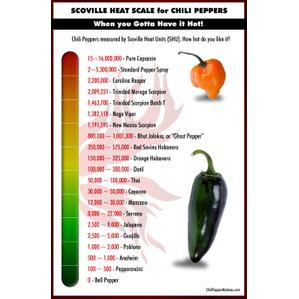 SCOVILLE HEAT SCALE for CHILI PEPPERS
When you Gotta Have it Hot!
Chili Peppers measured by Scoville Heat Units (SHU). How hot do you like it?
15~16,000,000 - Pure Capsaicin
2~5,300,000 - Standard Pepper Spray
2,200,000 - Carolina Reaper
2,009,231 - Trinidad Moruga Scorpion
1,463,700 - Trinidad Scorpion Butch T
1,382,118 - Naga Viper
1,191,595 - New Mexico Scorpion
800,000 ~ 1,001,300 - Bhut Jolokia, or "Ghost Pepper"
350,000 ~ 575,000 - Red Savina Habanero
150,000 ~ 325,000 - Orange Habanero
100,000 ~ 300,000 - Datil
50,000 ~ 100,000 - Thai
30,000 ~ 50,000 - Cayenne
12,000 ~ 30,000 - Manzano
8,000 ~ 22,000 - Serrano
2,500 ~ 8,000 - Jalapeno
2,500 ~ 5,000 - Guajillo
1,000 ~ 2,000 - Poblano
500 ~ 1,000 - Anaheim
100 ~ 500 - Pepperoncini
0 - Bell Pepper
ChiliPepperMadness.com